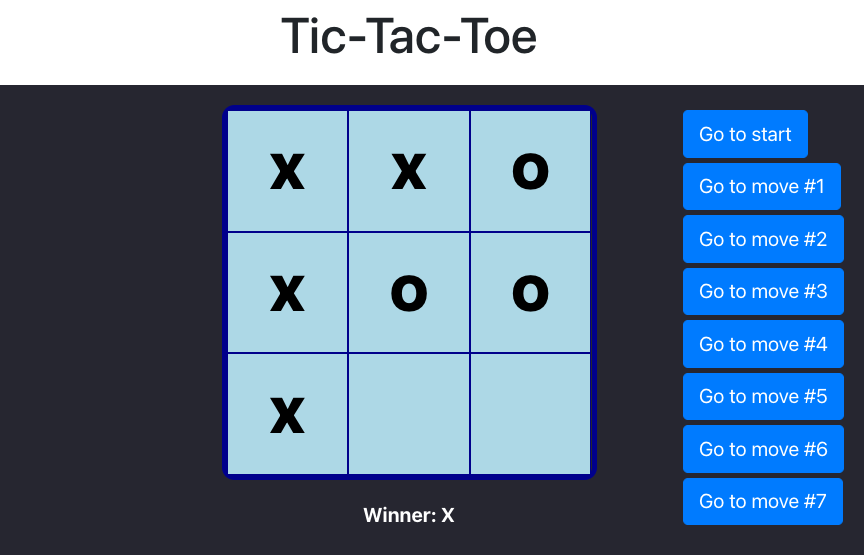 Tic-Tac-Toe
X X O
X O O
X
Winner: X
Go to start
Go to move #1
Go to move #2
Go to move #3
Go to move #4
Go to move #5
Go to move #6
Go to move #7